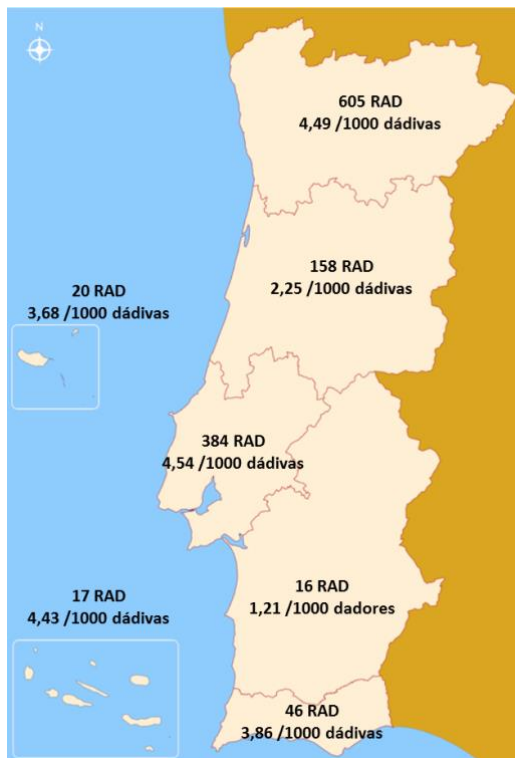 N
605 RAD
4,49 /1000 dádivas
158 RAD
2,25 /1000 dádivas
20 RAD
3,68 /1000 dádivas
384 RAD
4,54 /1000 dádivas
16 RAD
1,21 /1000 dadores
17 RAD
4,43 /1000 dádivas
46 RAD
3,86 /1000 dádivas